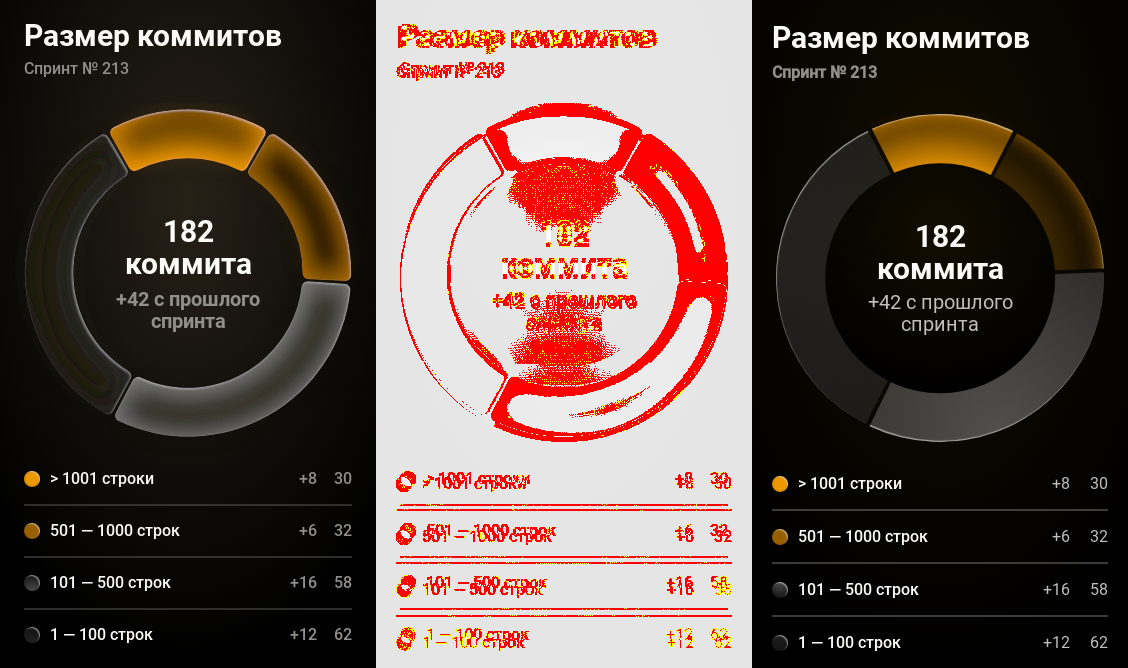 Размер коммитов
Спринт № 213
182
коммита
+42 с прошлого
спринта
> 1001 строки +8 30
501 — 1000 строк +6 32
101 — 500 строк +16 58
1 — 100 строк +12 62
Размер коммитов
Спринт № 213
182
коммита
+42 с прошлого
спринта
> 1001 строки +8 30
501 — 1000 строк +6 32
101 — 500 строк +16 58
1 — 100 строк +12 62
Размер коммитов
Спринт № 213
182
коммита
+42 с прошлого
спринта
> 1001 строки +8 30
501 — 1000 строк +6 32
101 — 500 строк +16 58
1 — 100 строк +12 62